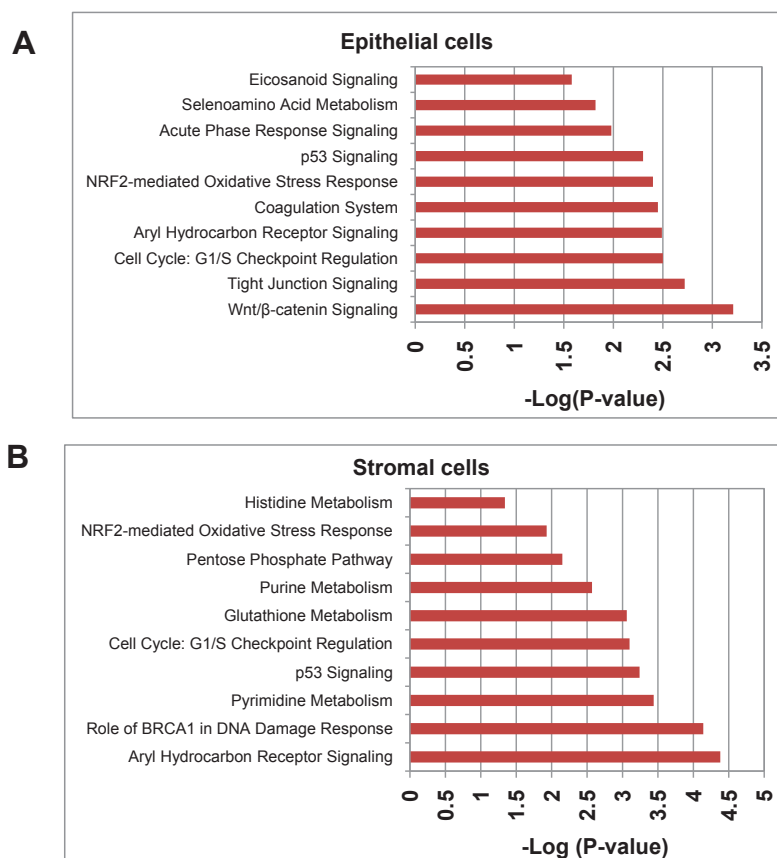 A
Epithelial cells
Eicosanoid Signaling
Selenoamino Acid Metabolism
Acute Phase Response Signaling
p53 Signaling
NRF2-mediated Oxidative Stress Response
Coagulation System
Aryl Hydrocarbon Receptor Signaling
Cell Cycle: G1/S Checkpoint Regulation
Tight Junction Signaling
Wnt/β-catenin Signaling
0 0.5 1 1.5 2 2.5 3 3.5
-Log(P-value)
B
Stromal cells
Histidine Metabolism
NRF2-mediated Oxidative Stress Response
Pentose Phosphate Pathway
Purine Metabolism
Glutathione Metabolism
Cell Cycle: G1/S Checkpoint Regulation
p53 Signaling
Pyrimidine Metabolism
Role of BRCA1 in DNA Damage Response
Aryl Hydrocarbon Receptor Signaling
0 0.5 1 1.5 2 2.5 3 3.5 4 4.5 5
-Log (P-value)